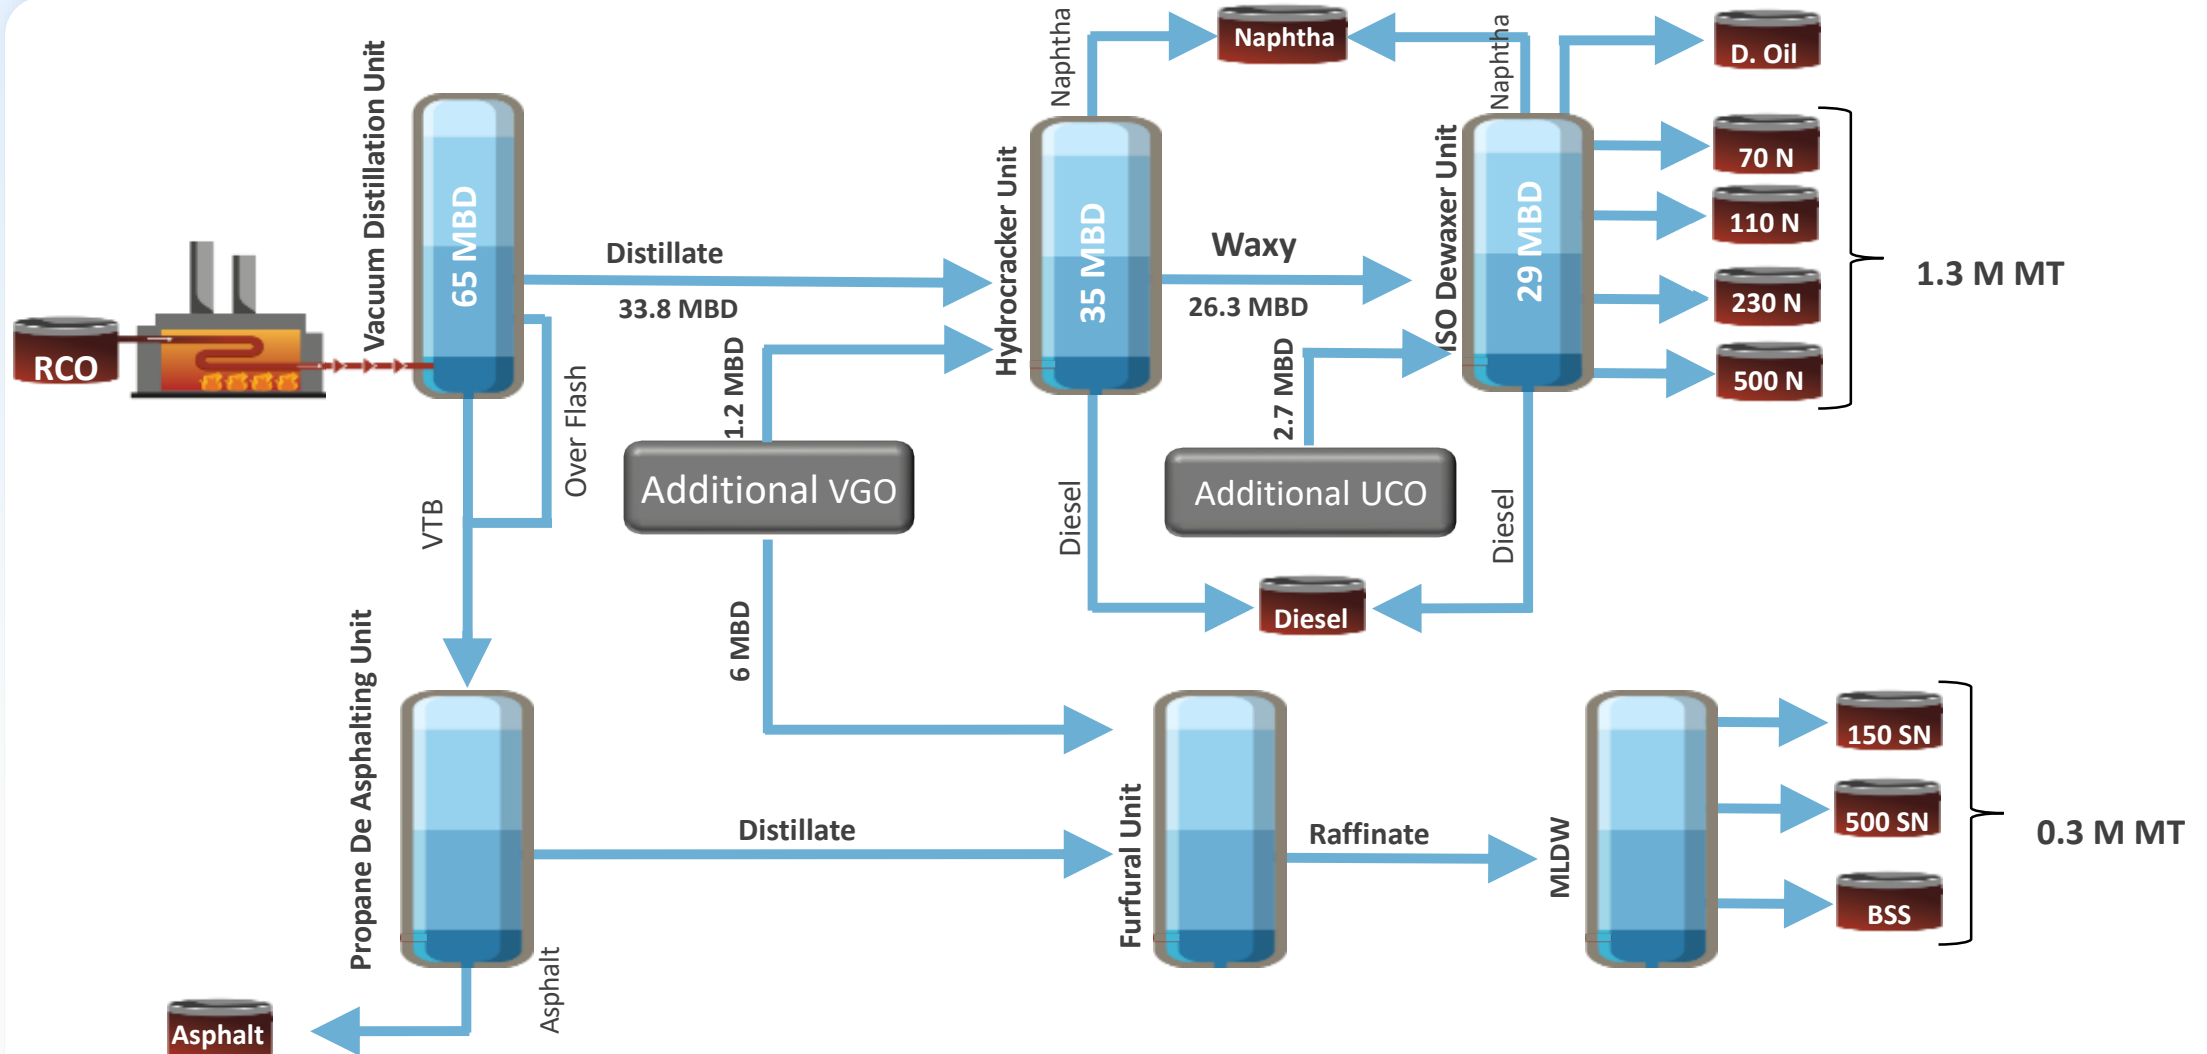 Naphtha
Naphtha
Naphtha
D. Oil
Vacuum Distillation Unit
65 MBD
Hydrocracker Unit
35 MBD
ISO Dewaxer Unit
29 MBD
70 N
110 N
230 N
500 N
1.3 M MT
Distillate
33.8 MBD
Waxy
26.3 MBD
RCO
Over Flash
VTB
1.2 MBD
Additional VGO
6 MBD
2.7 MBD
Additional UCO
Diesel
Diesel
Diesel
Propane De Asphalting Unit
Distillate
Furfural Unit
Raffinate
MLDW
150 SN
500 SN
BSS
0.3 M MT
Asphalt
Asphalt